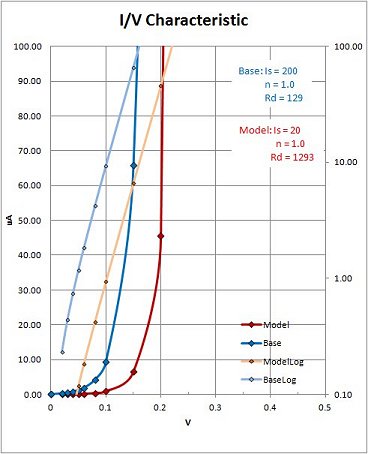 I/V Characteristic
100.00
90.00
80.00
70.00
60.00
50.00
40.00
30.00
20.00
10.00
0.00
uA
100.00
10.00
1.00
0.10
Base: Is = 200
n = 1.0
Rd = 129
Model: Is = 20
n = 1.0
Rd = 1293
Model
Base
ModelLog
BaseLog
0 0.1 0.2 0.3 0.4 0.5
V